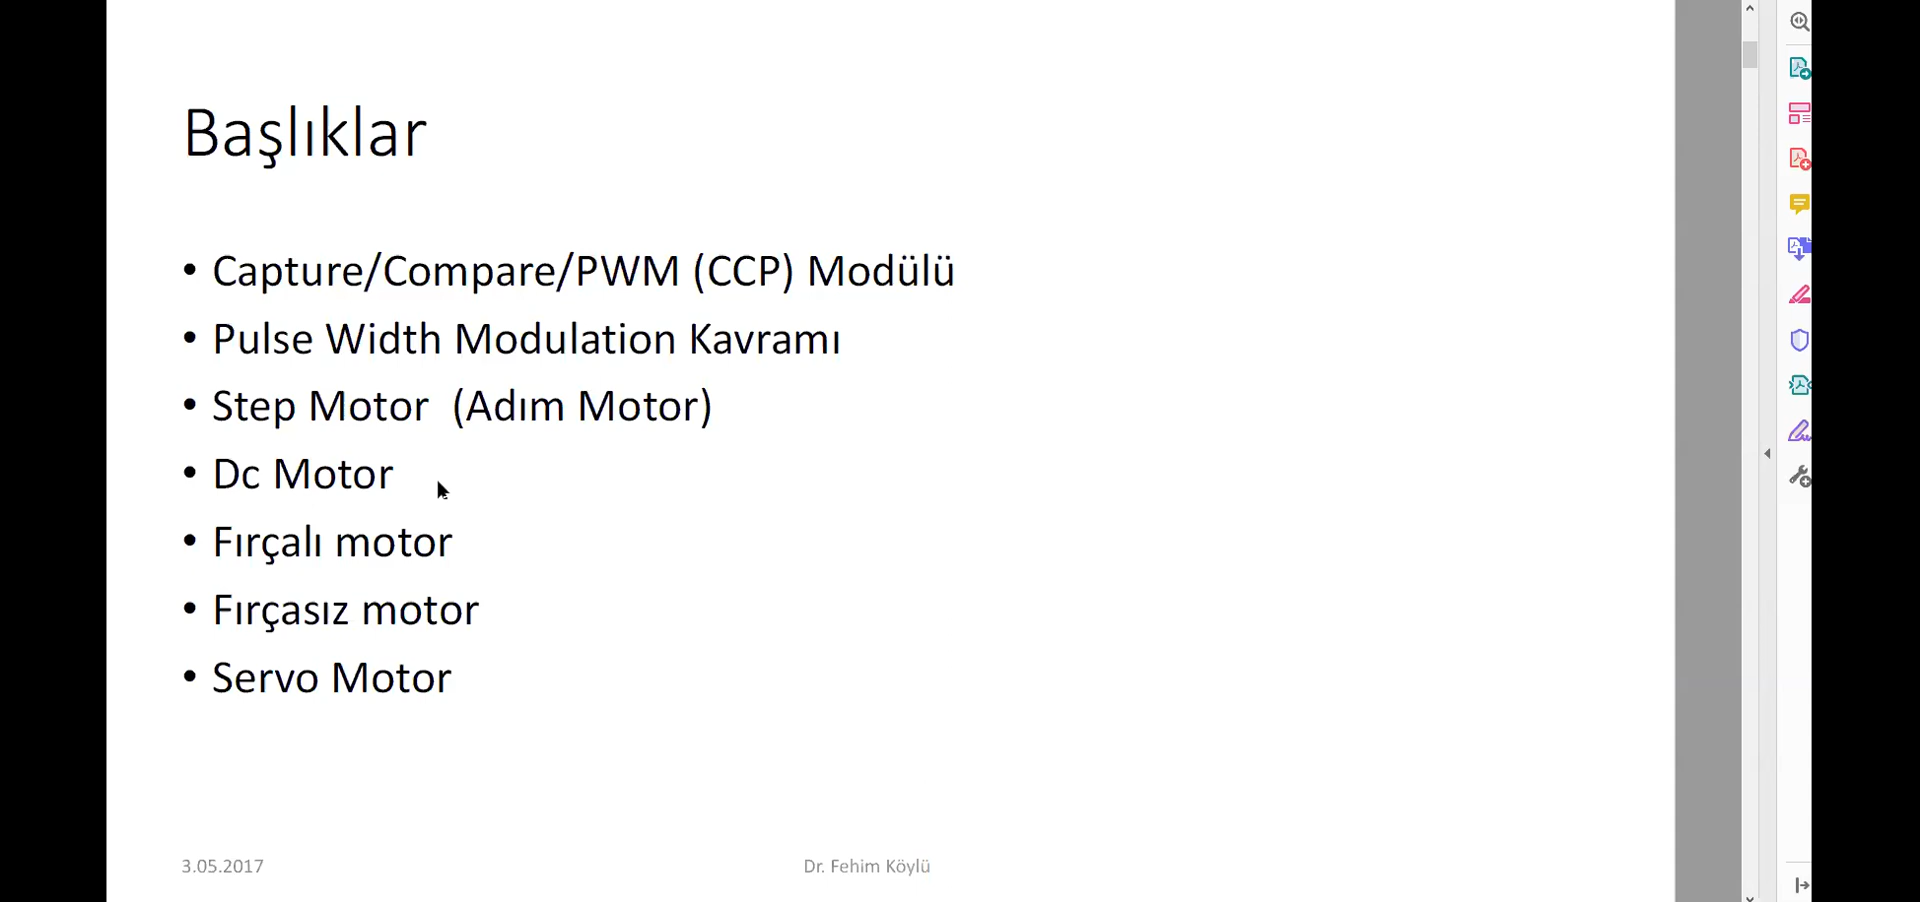 Başlıklar
• Capture/Compare/PWM (CCP) Modülü
• Pulse Width Modulation Kavramı
• Step Motor  (Adım Motor)
• Dc Motor
• Fırçalı motor
• Fırçasız motor
• Servo Motor
3.05.2017
Dr. Fehim Köylü